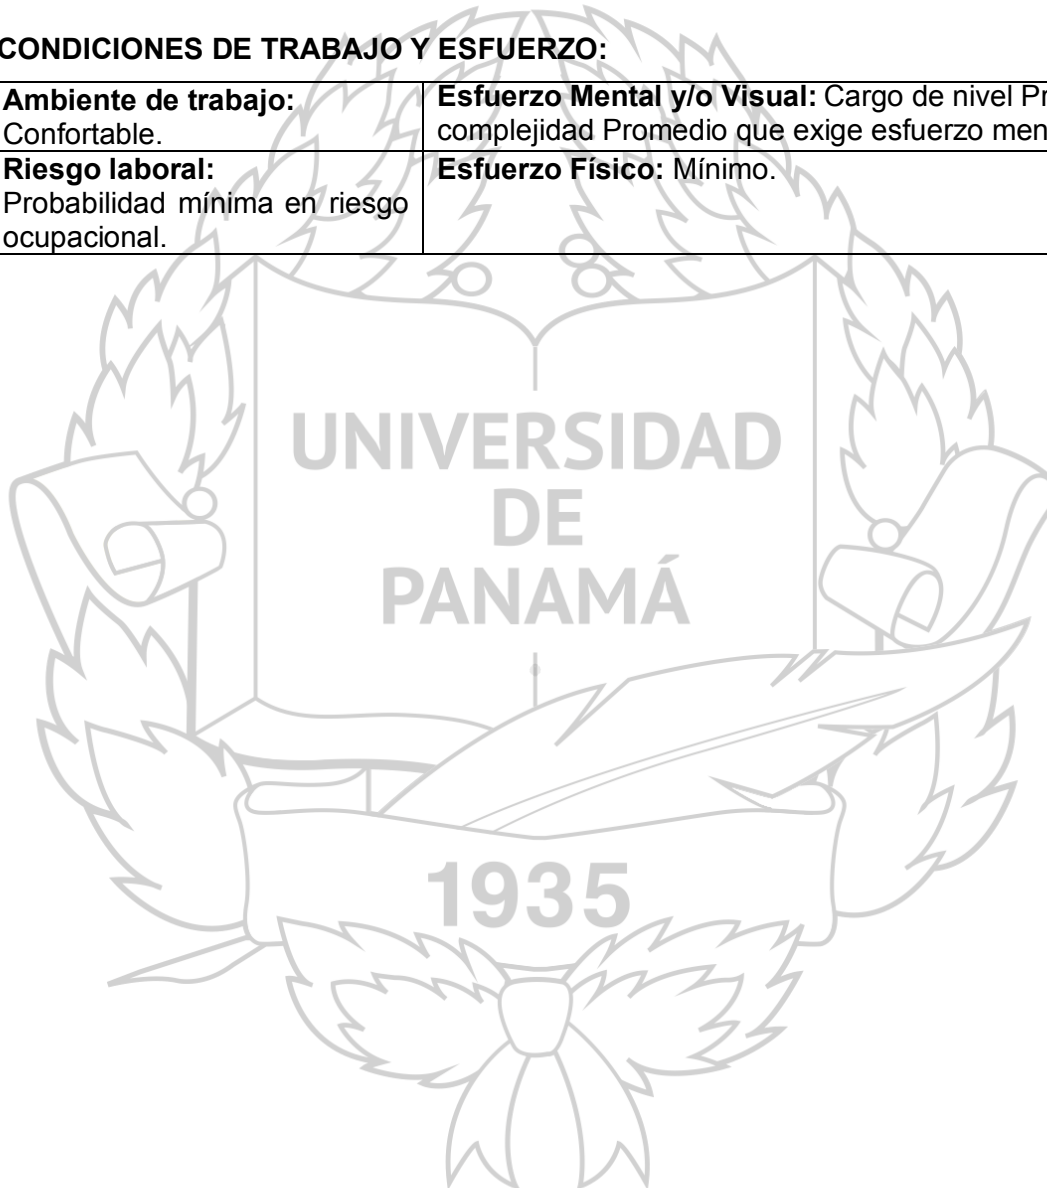 CONDICIONES DE TRABAJO Y ESFUERZO:
Ambiente de trabajo:
Confortable.
Esfuerzo Mental y/o Visual: Cargo de nivel
complejidad Promedio que exige esfuerzo
Riesgo laboral:
Probabilidad mínima en riesgo
ocupacional.
Esfuerzo Físico: Mínimo.
UNIVERSIDAD
DE
PANAMÁ
1935